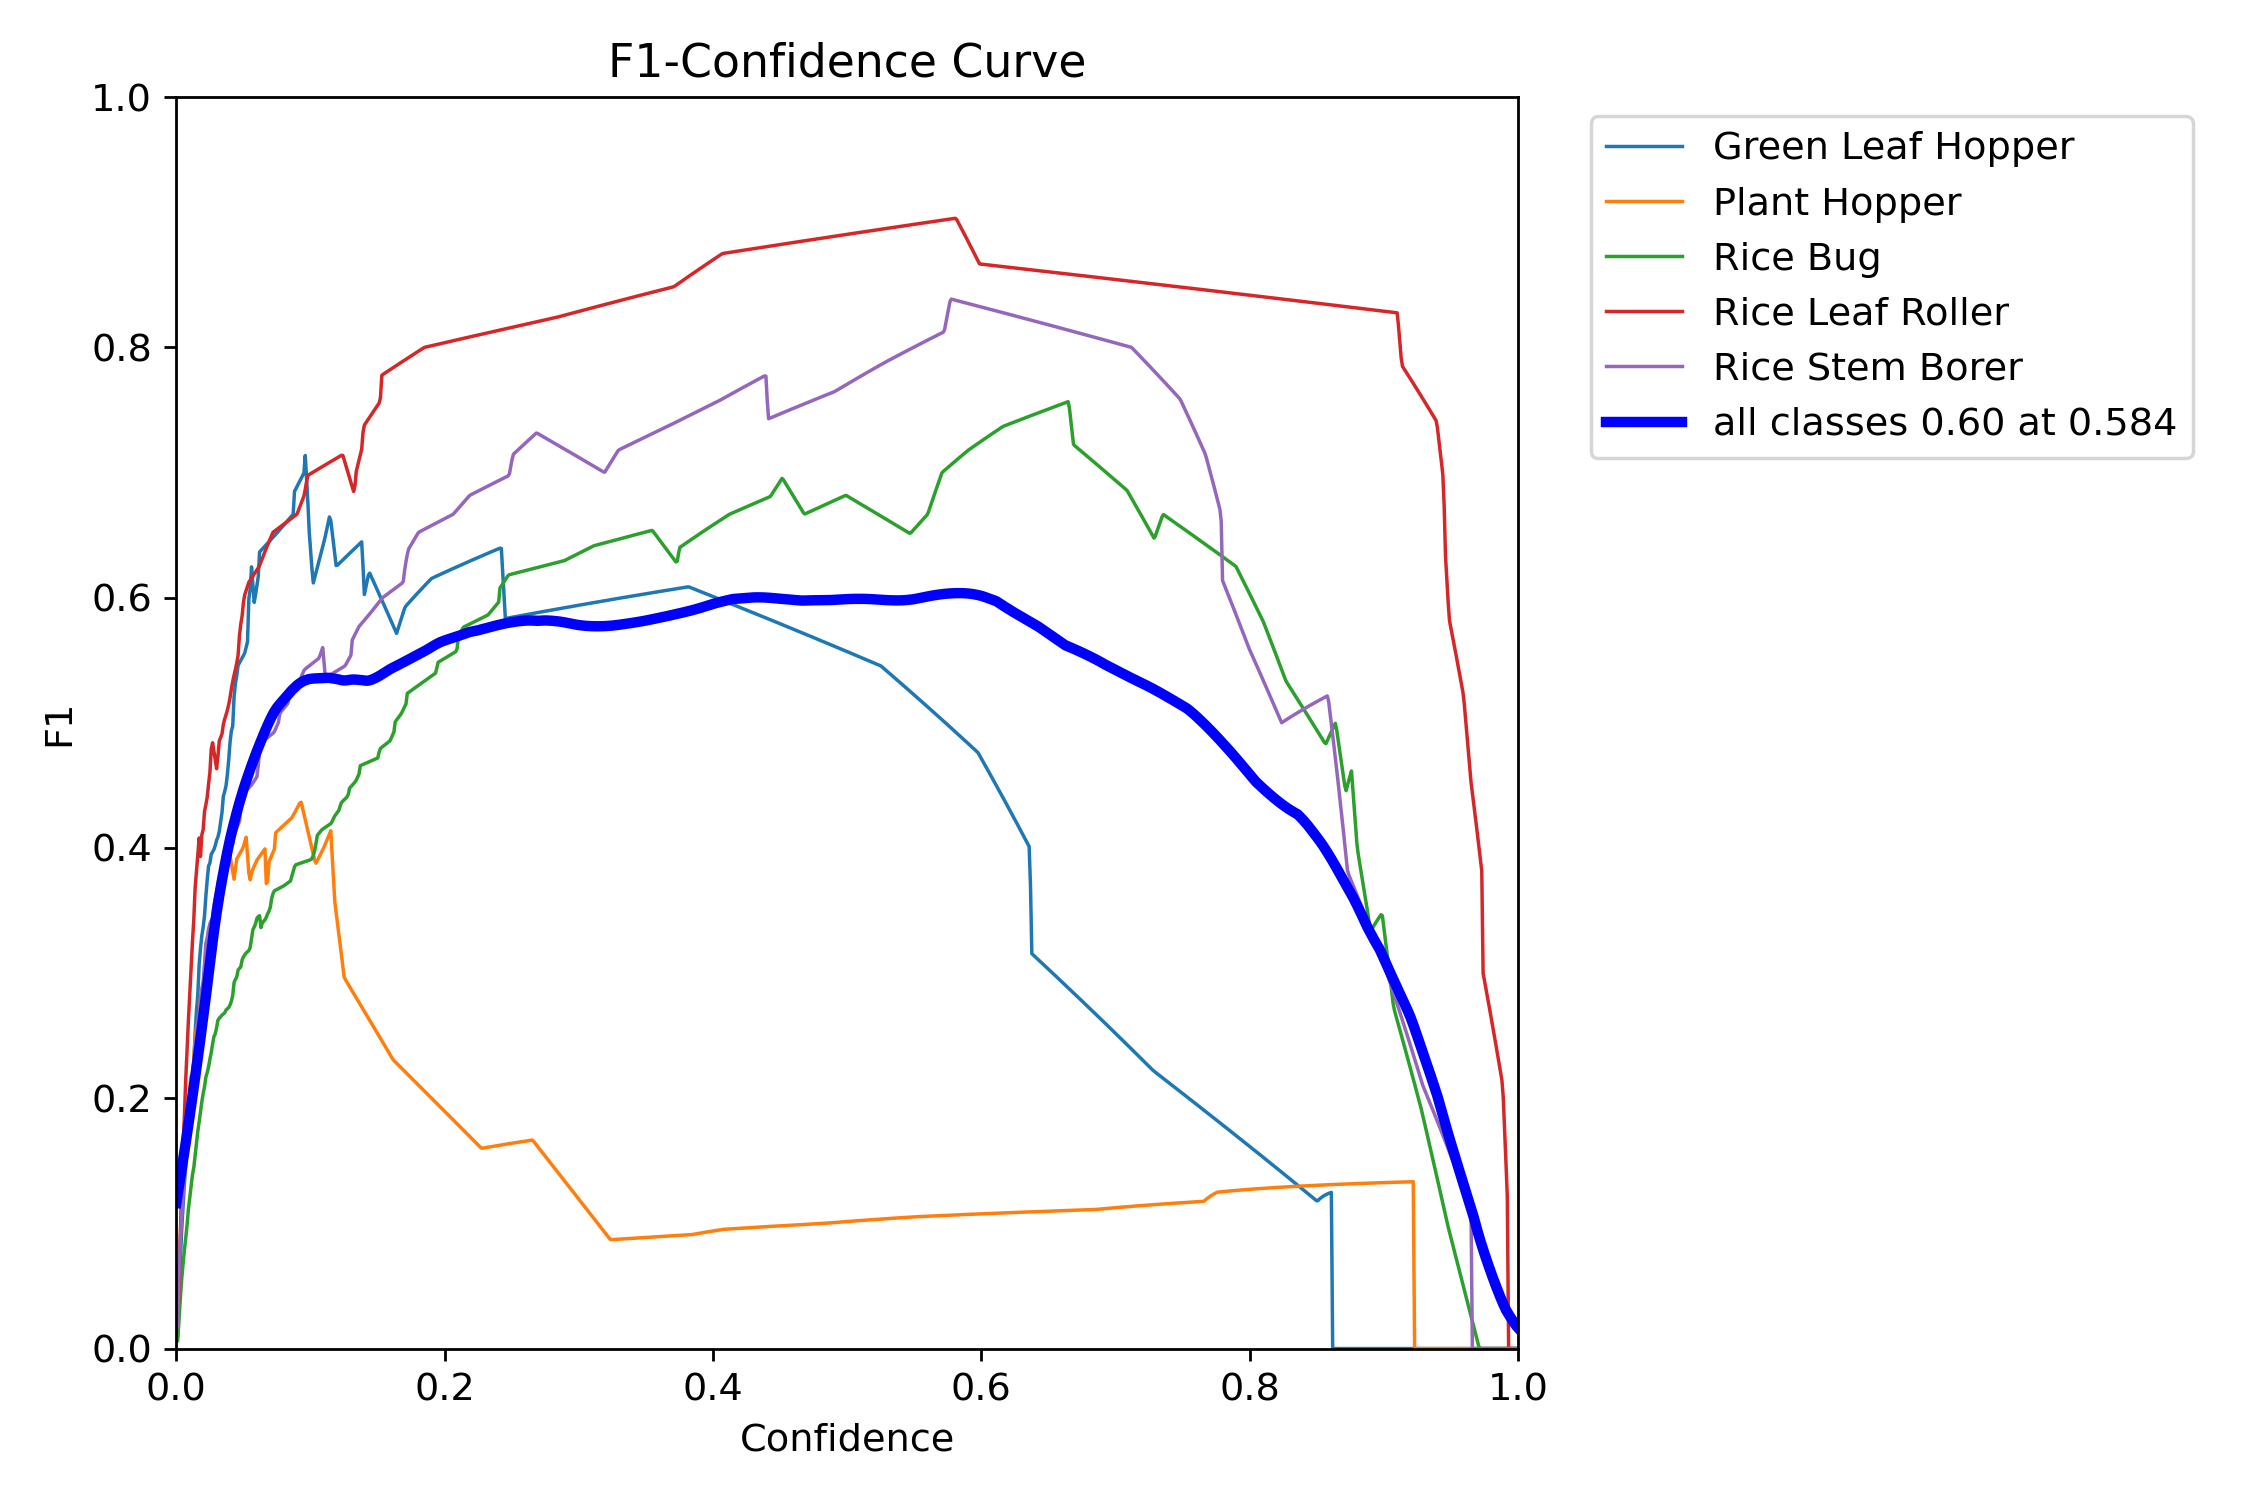 F1-Confidence Curve
1.0
0.8
0.6
0.4
0.2
0.0
F1
0.0 0.2 0.4 0.6 0.8 1.0
Confidence
Green Leaf Hopper
Plant Hopper
Rice Bug
Rice Leaf Roller
Rice Stem Borer
all classes 0.60 at 0.584